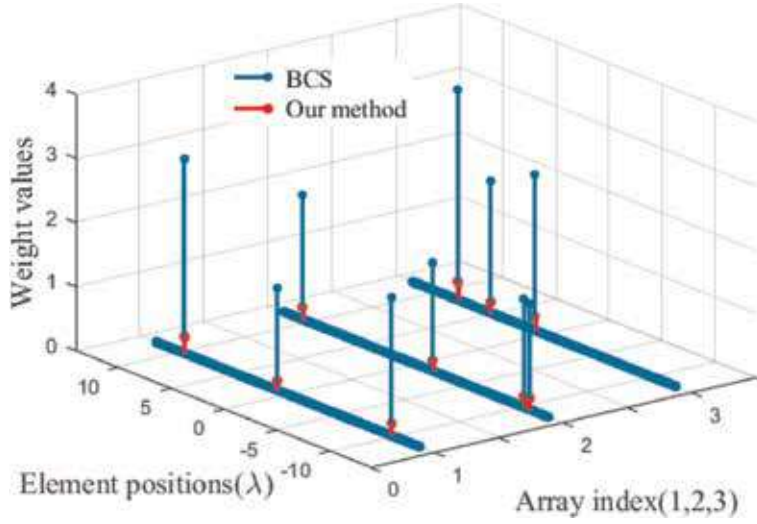 BCS
Our method
Weight values
4
3
2
1
0
10
5
0
-5
-10
0
1
2
3
Element positions(λ)
Array index(1,2,3)